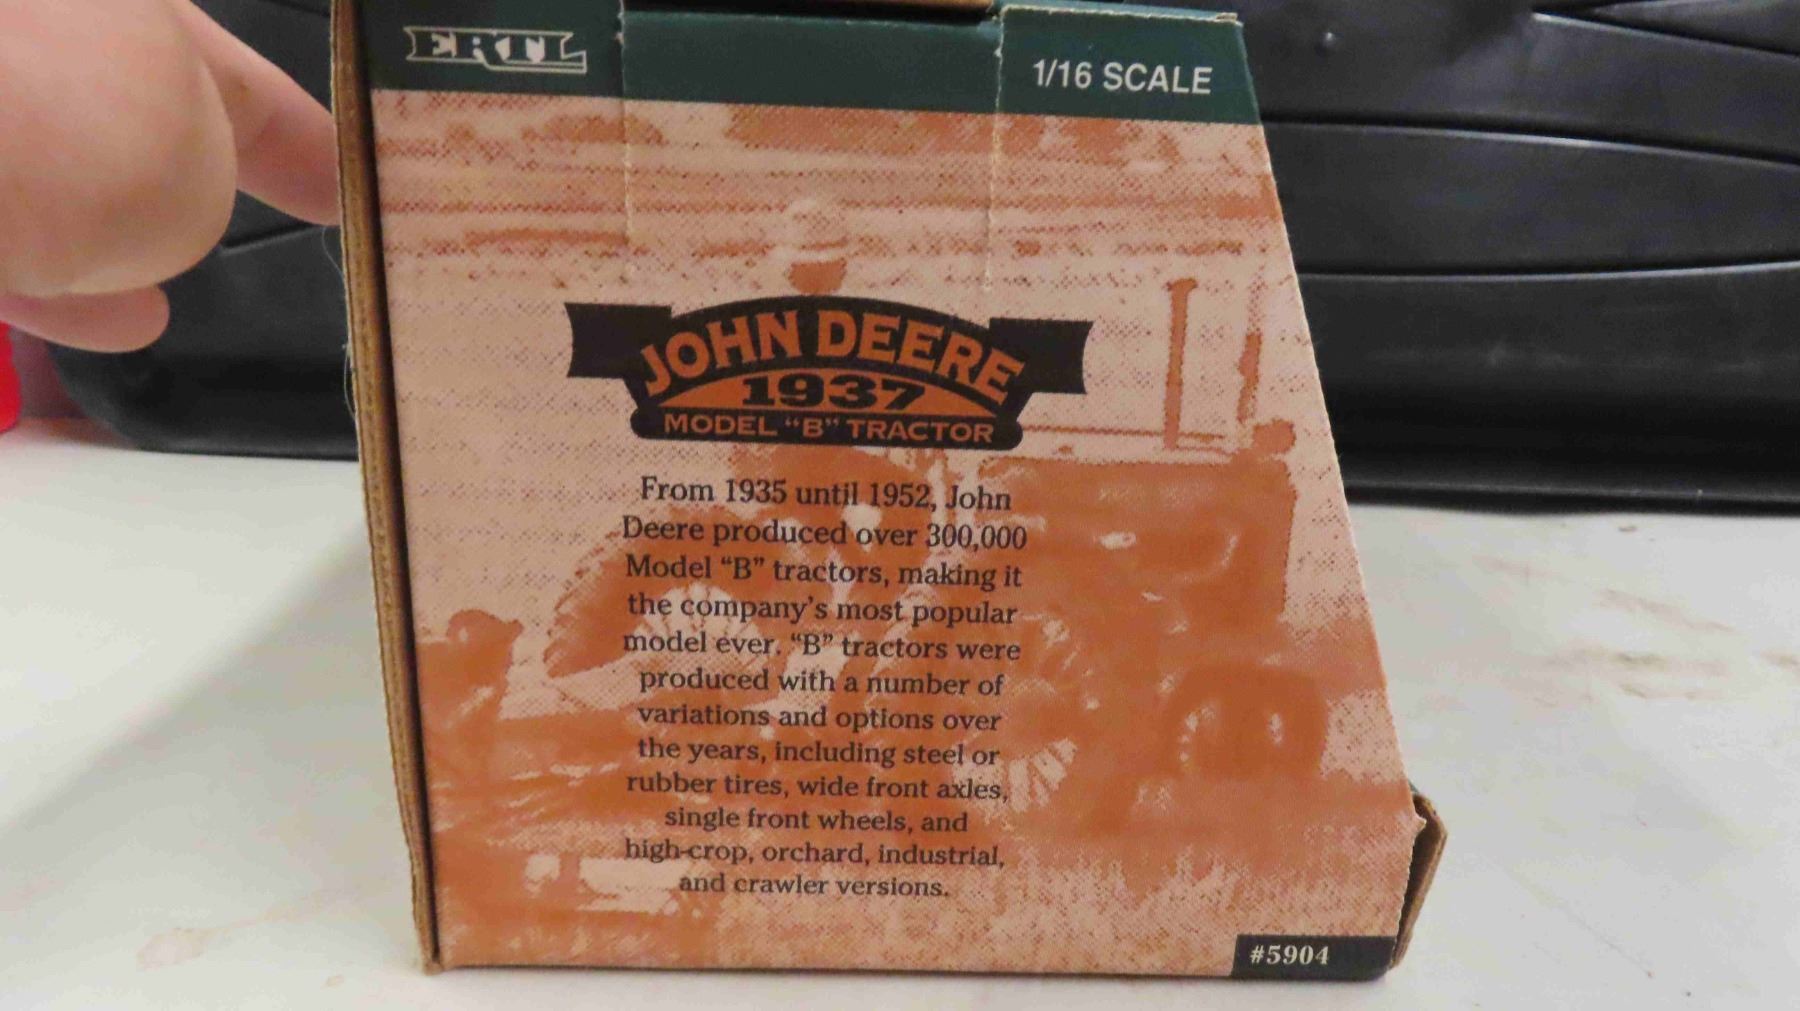 ERTL
1/16 SCALE
JOHN DEERE
1937
MODEL “B” TRACTOR
From 1935 until 1952, John
Deere produced over 300,000
Model “B” tractors, making it
the company’s most popular
model ever. “B” tractors were
produced with a number of
variations and options over
the years, including steel or
rubber tires, wide front axles,
single front wheels, and
high-crop, orchard, industrial,
and crawler versions.
#5904